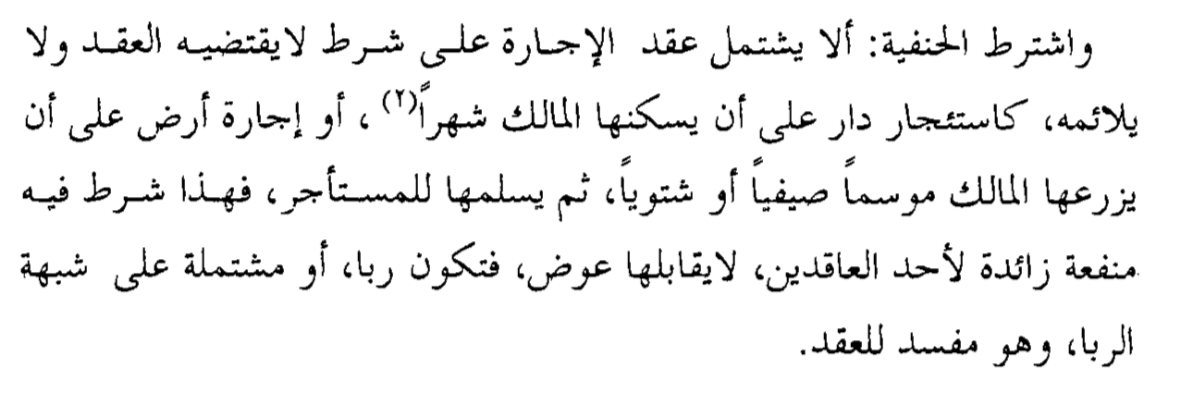 واشترط الحنفية: ألا يشتمل عقد الإجارة على شرط لايقتضيه العقد ولا
يلائمه، كاستئجار دار على أن يسكنها المالك شهراً(٢)، أو إجارة أرض على أن
يزرعها المالك موسماً صيفياً أو شتوياً، ثم يسلمها للمستأجر، فهذا شرط فيه
منفعة زائدة لأحد العاقدين، لايقابلها عوض، فتكون ربا، أو مشتملة على شبهة
الربا، وهو مفسد للعقد.